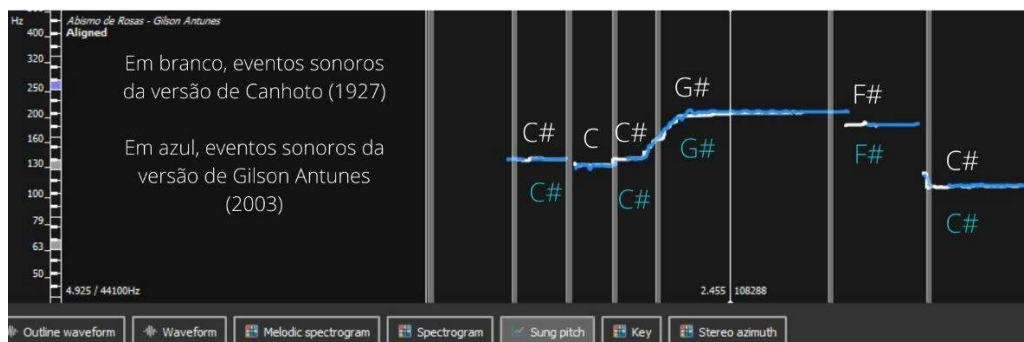 Hz
Abismo de Rosas - Gilson Antunes
Aligned
400
320
250
200
160
130
100
79
63
50
Em branco, eventos sonoros
da versão de Canhoto (1927)
Em azul, eventos sonoros da
versão de Gilson Antunes
(2003)
C#
C
C#
G#
F#
C#
C#
C#
G#
F#
C#
4.925 / 44100Hz
2.455
108288
Outline waveform
Waveform
Melodic spectrogram
Spectrogram
Sung pitch
Key
Stereo azimuth